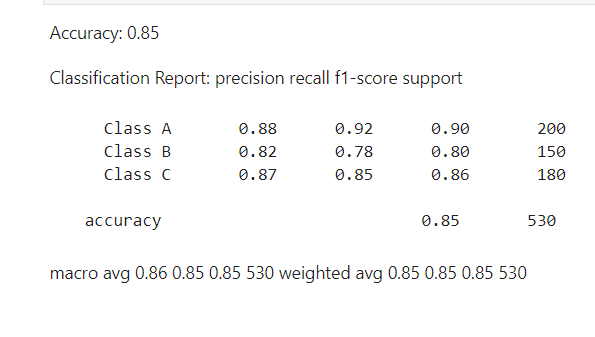 Accuracy: 0.85
Classification Report: precision recall f1-score support
Class A 0.88 0.92 0.90 200
Class B 0.82 0.78 0.80 150
Class C 0.87 0.85 0.86 180
accuracy 0.85 530
macro avg 0.86 0.85 0.85 530 weighted avg 0.85 0.85 0.85 530